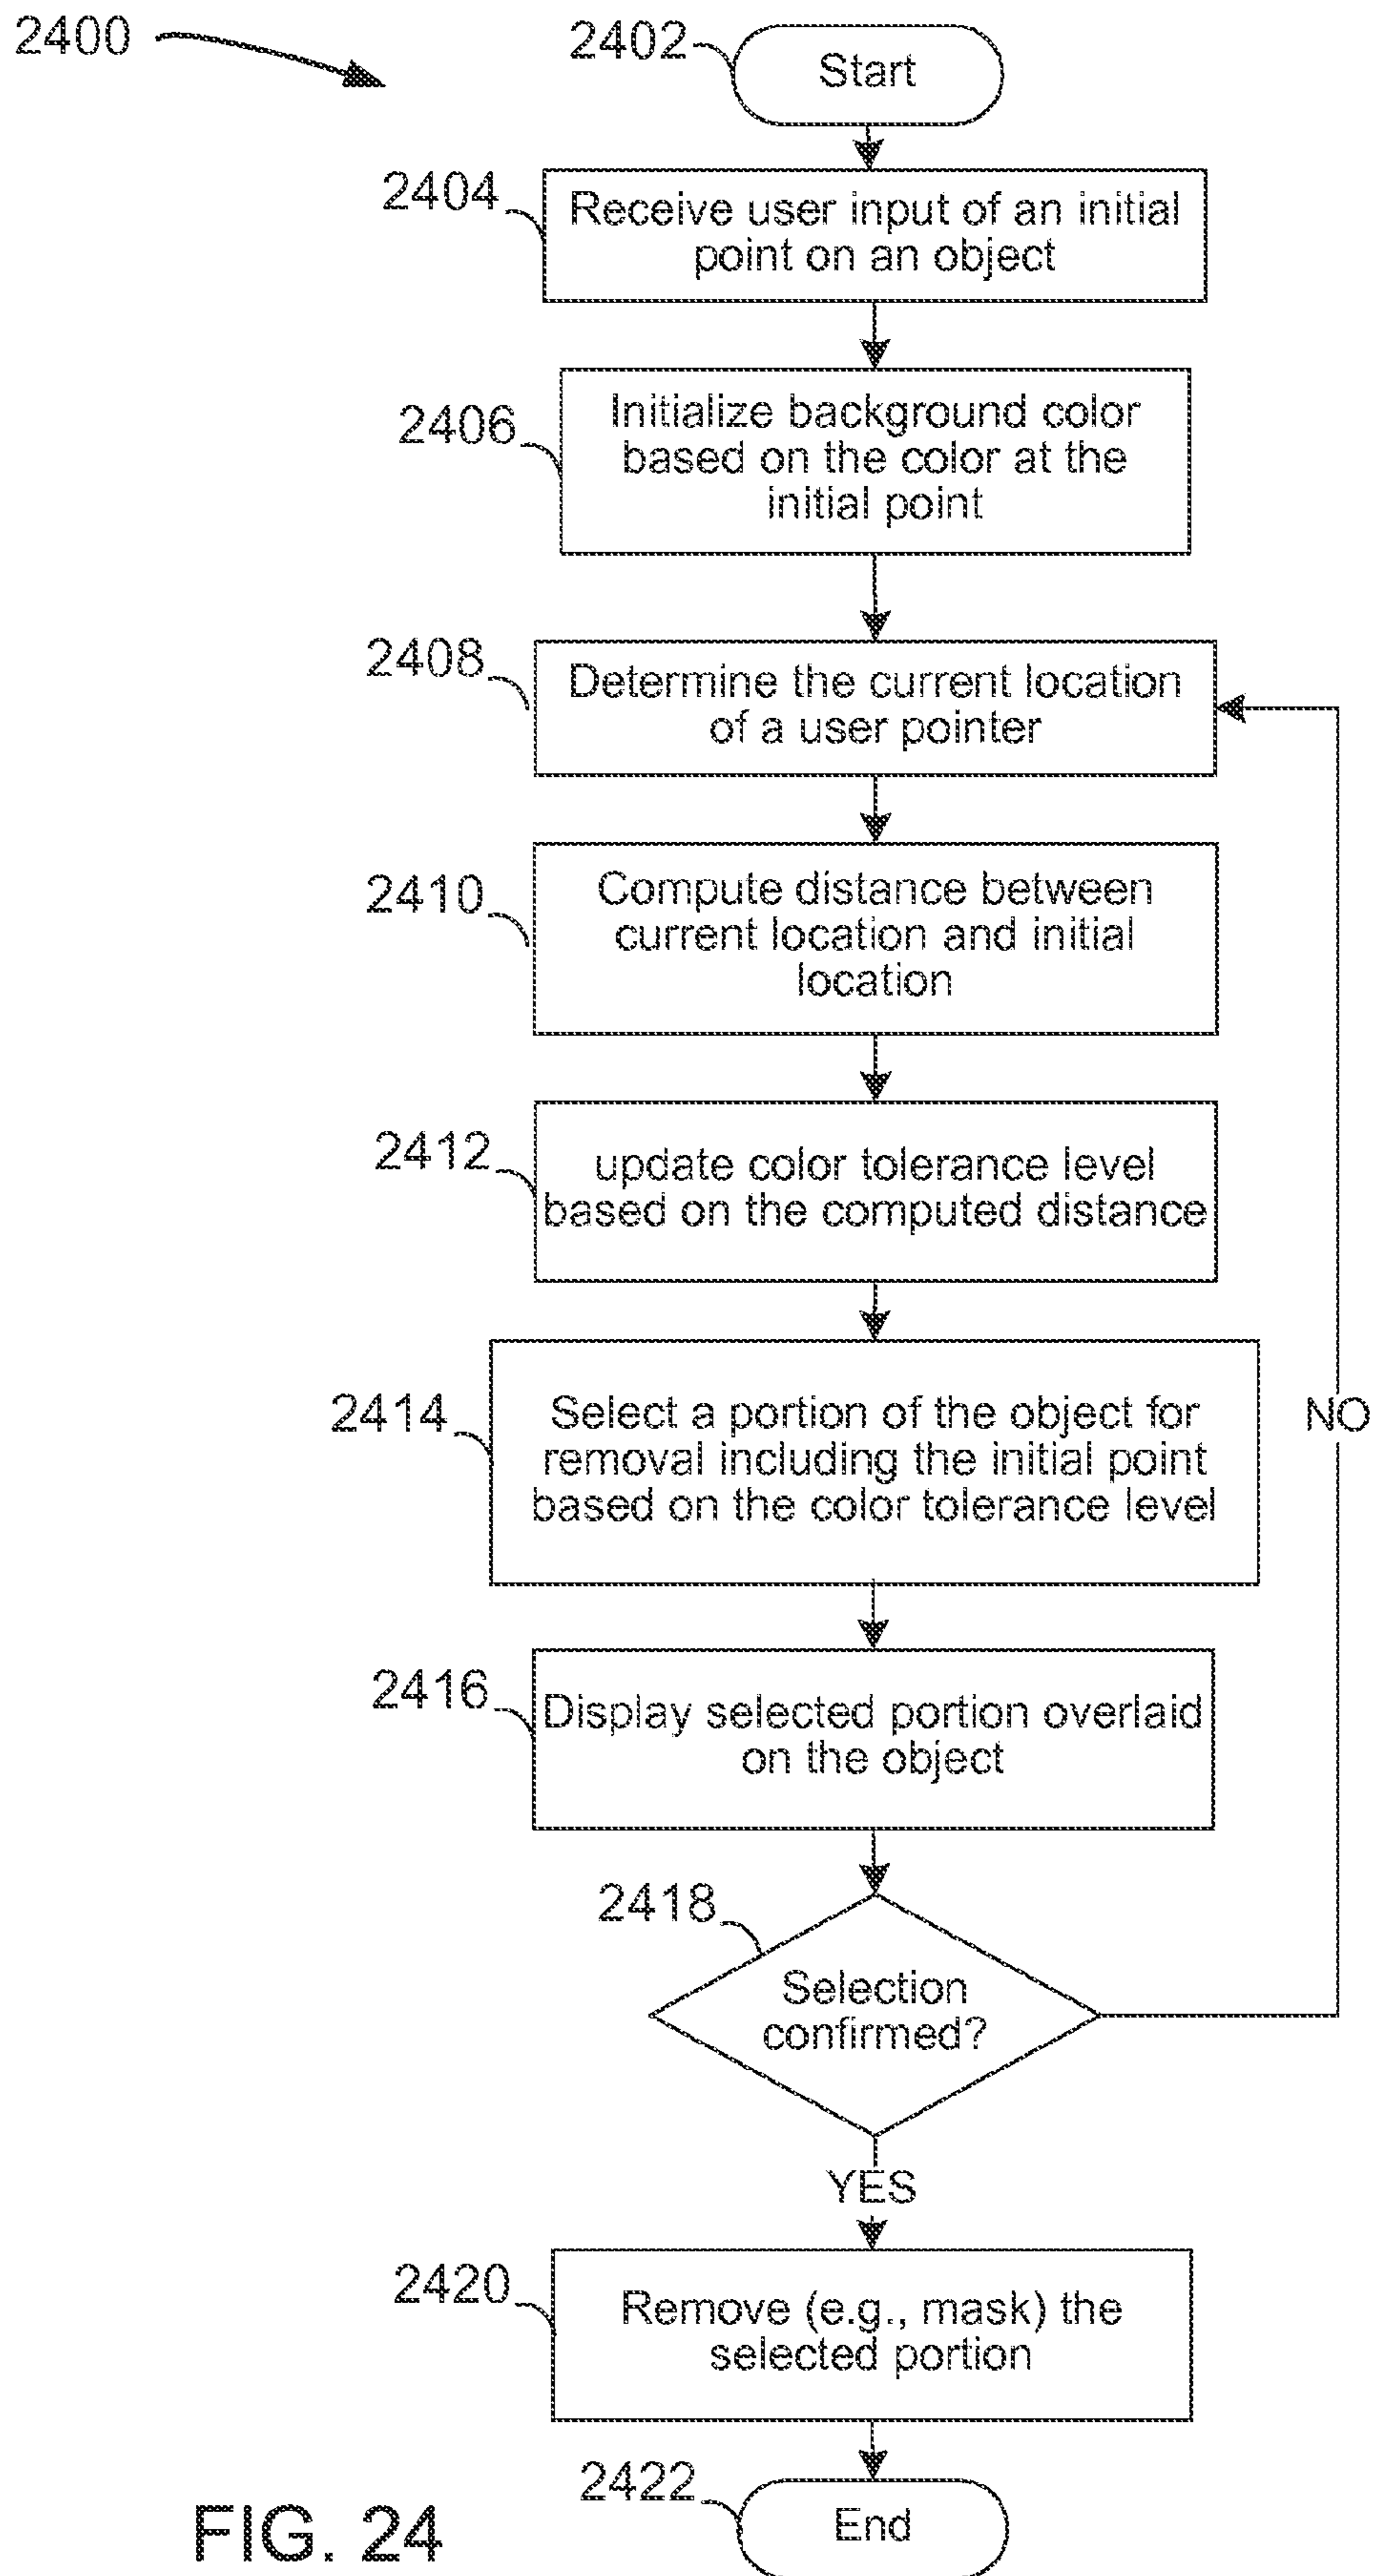 2400
2402
Start
2404
Receive user input of an initial
point on an object
2406
Initialize background color
based on the color at the
initial point
2408
Determine the current location
of a user pointer
2410
Compute distance between
current location and initial
location
2412
update color tolerance level
based on the computed distance
2414
Select a portion of the object for
removal including the initial point
based on the color tolerance level
NO
2416
Display selected portion overlaid
on the object
2418
Selection
confirmed?
YES
2420
Remove (e.g., mask) the
selected portion
2422
End
FIG. 24